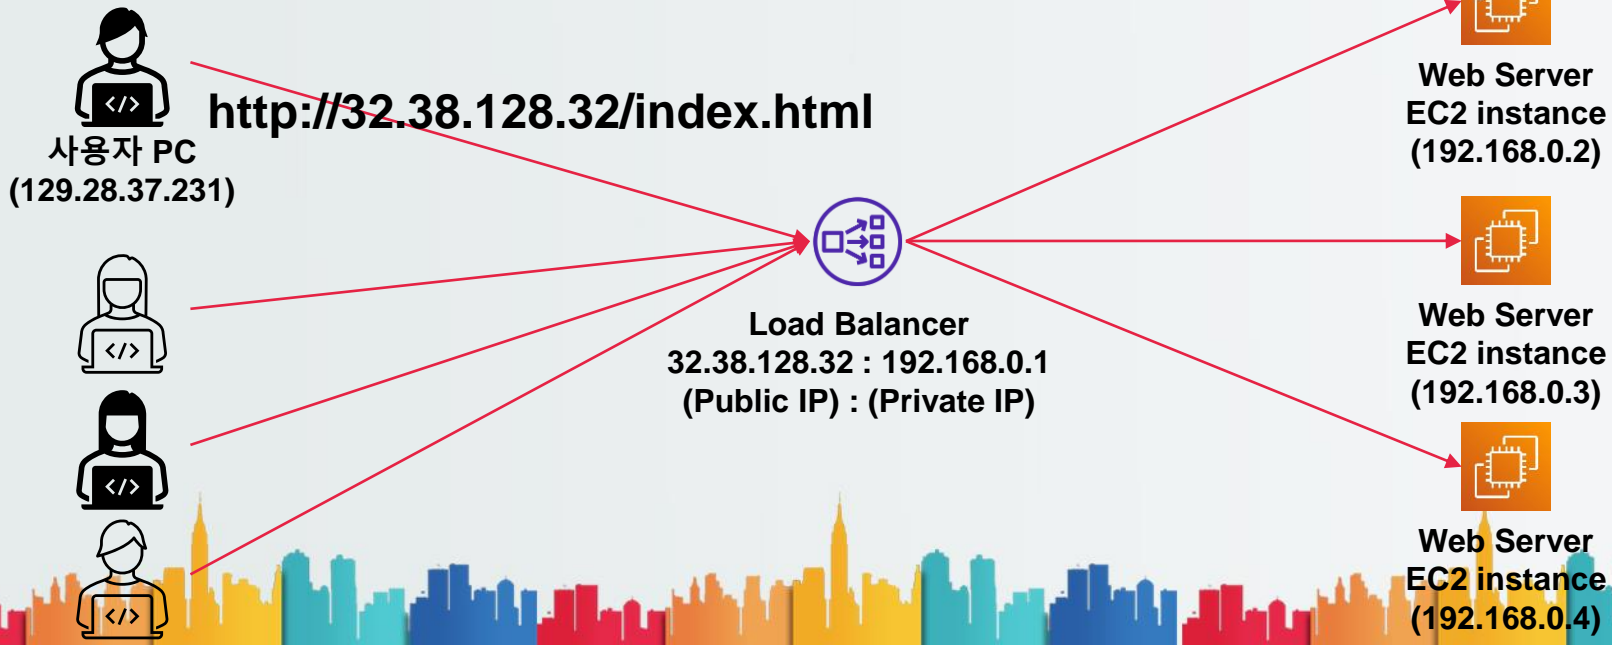 http://32.38.128.32/index.html
사용자 PC
(129.28.37.231)
</>
</>
</>
</>
Load Balancer
32.38.128.32 : 192.168.0.1
(Public IP) : (Private IP)
Web Server
EC2 instance
(192.168.0.2)
Web Server
EC2 instance
(192.168.0.3)
Web Server
EC2 instance
(192.168.0.4)